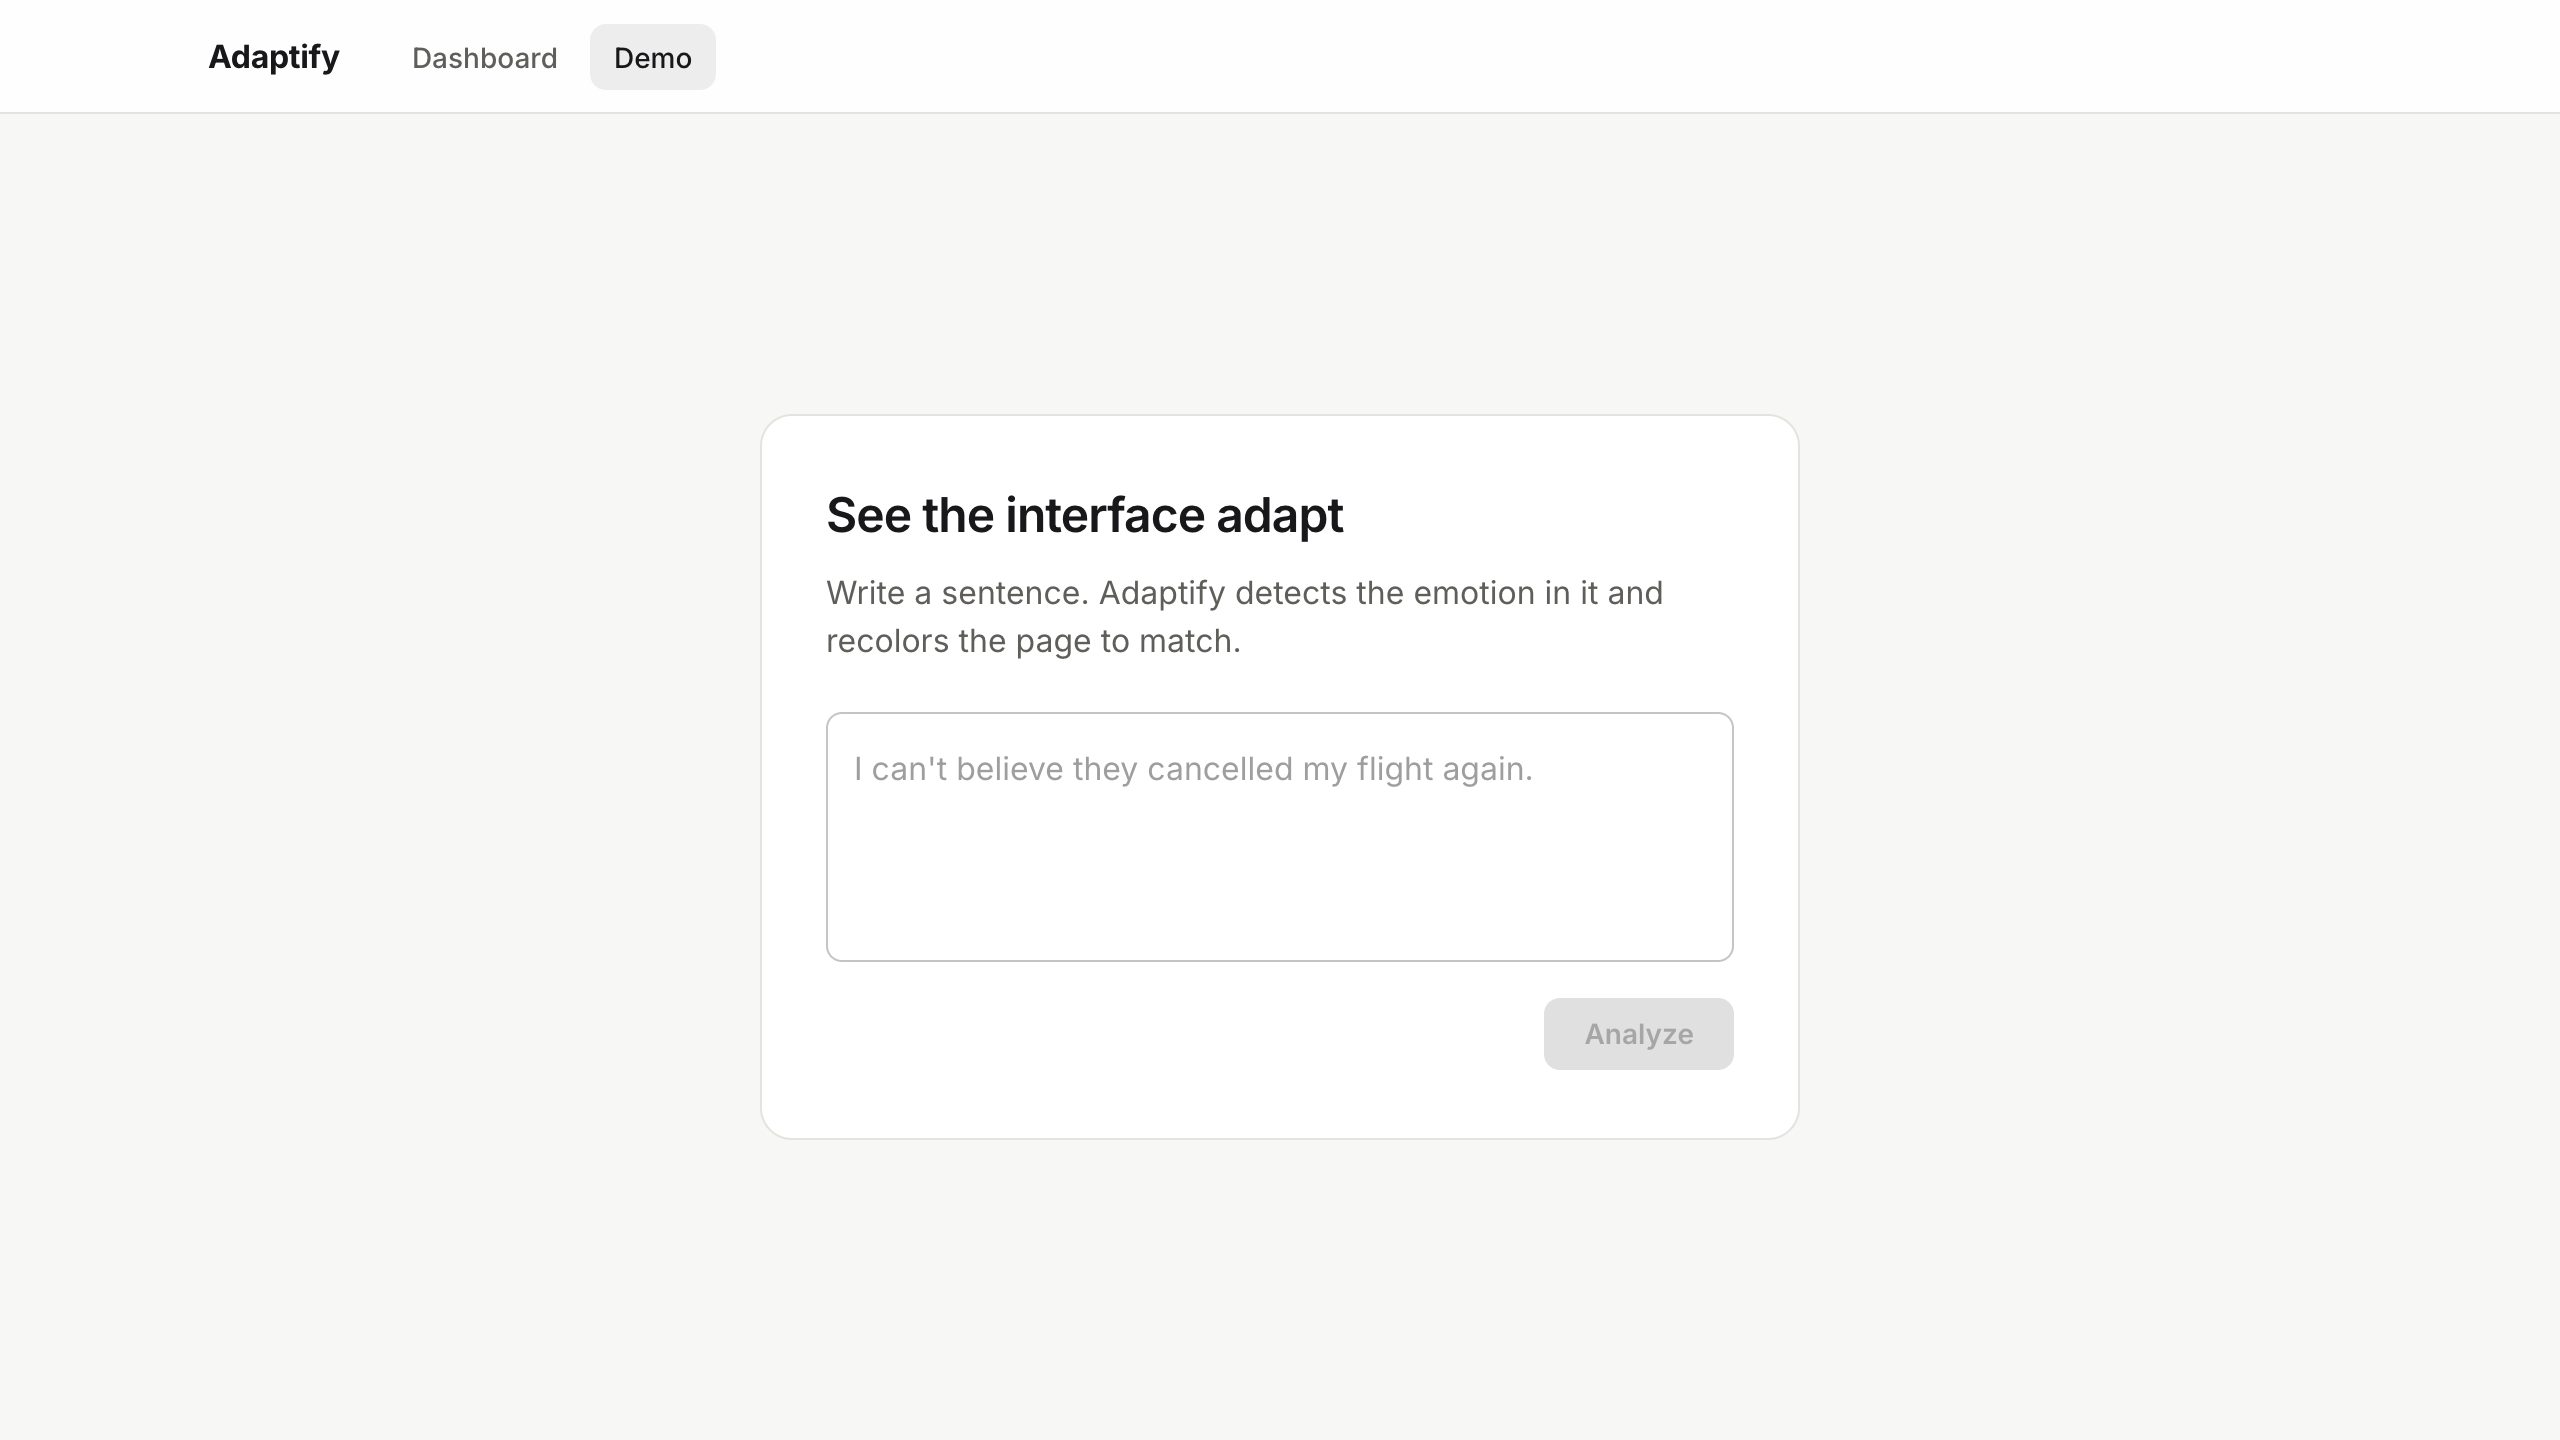 Adaptify Dashboard Demo
See the interface adapt
Write a sentence. Adaptify detects the emotion in it and
recolors the page to match.
I can't believe they cancelled my flight again.
Analyze